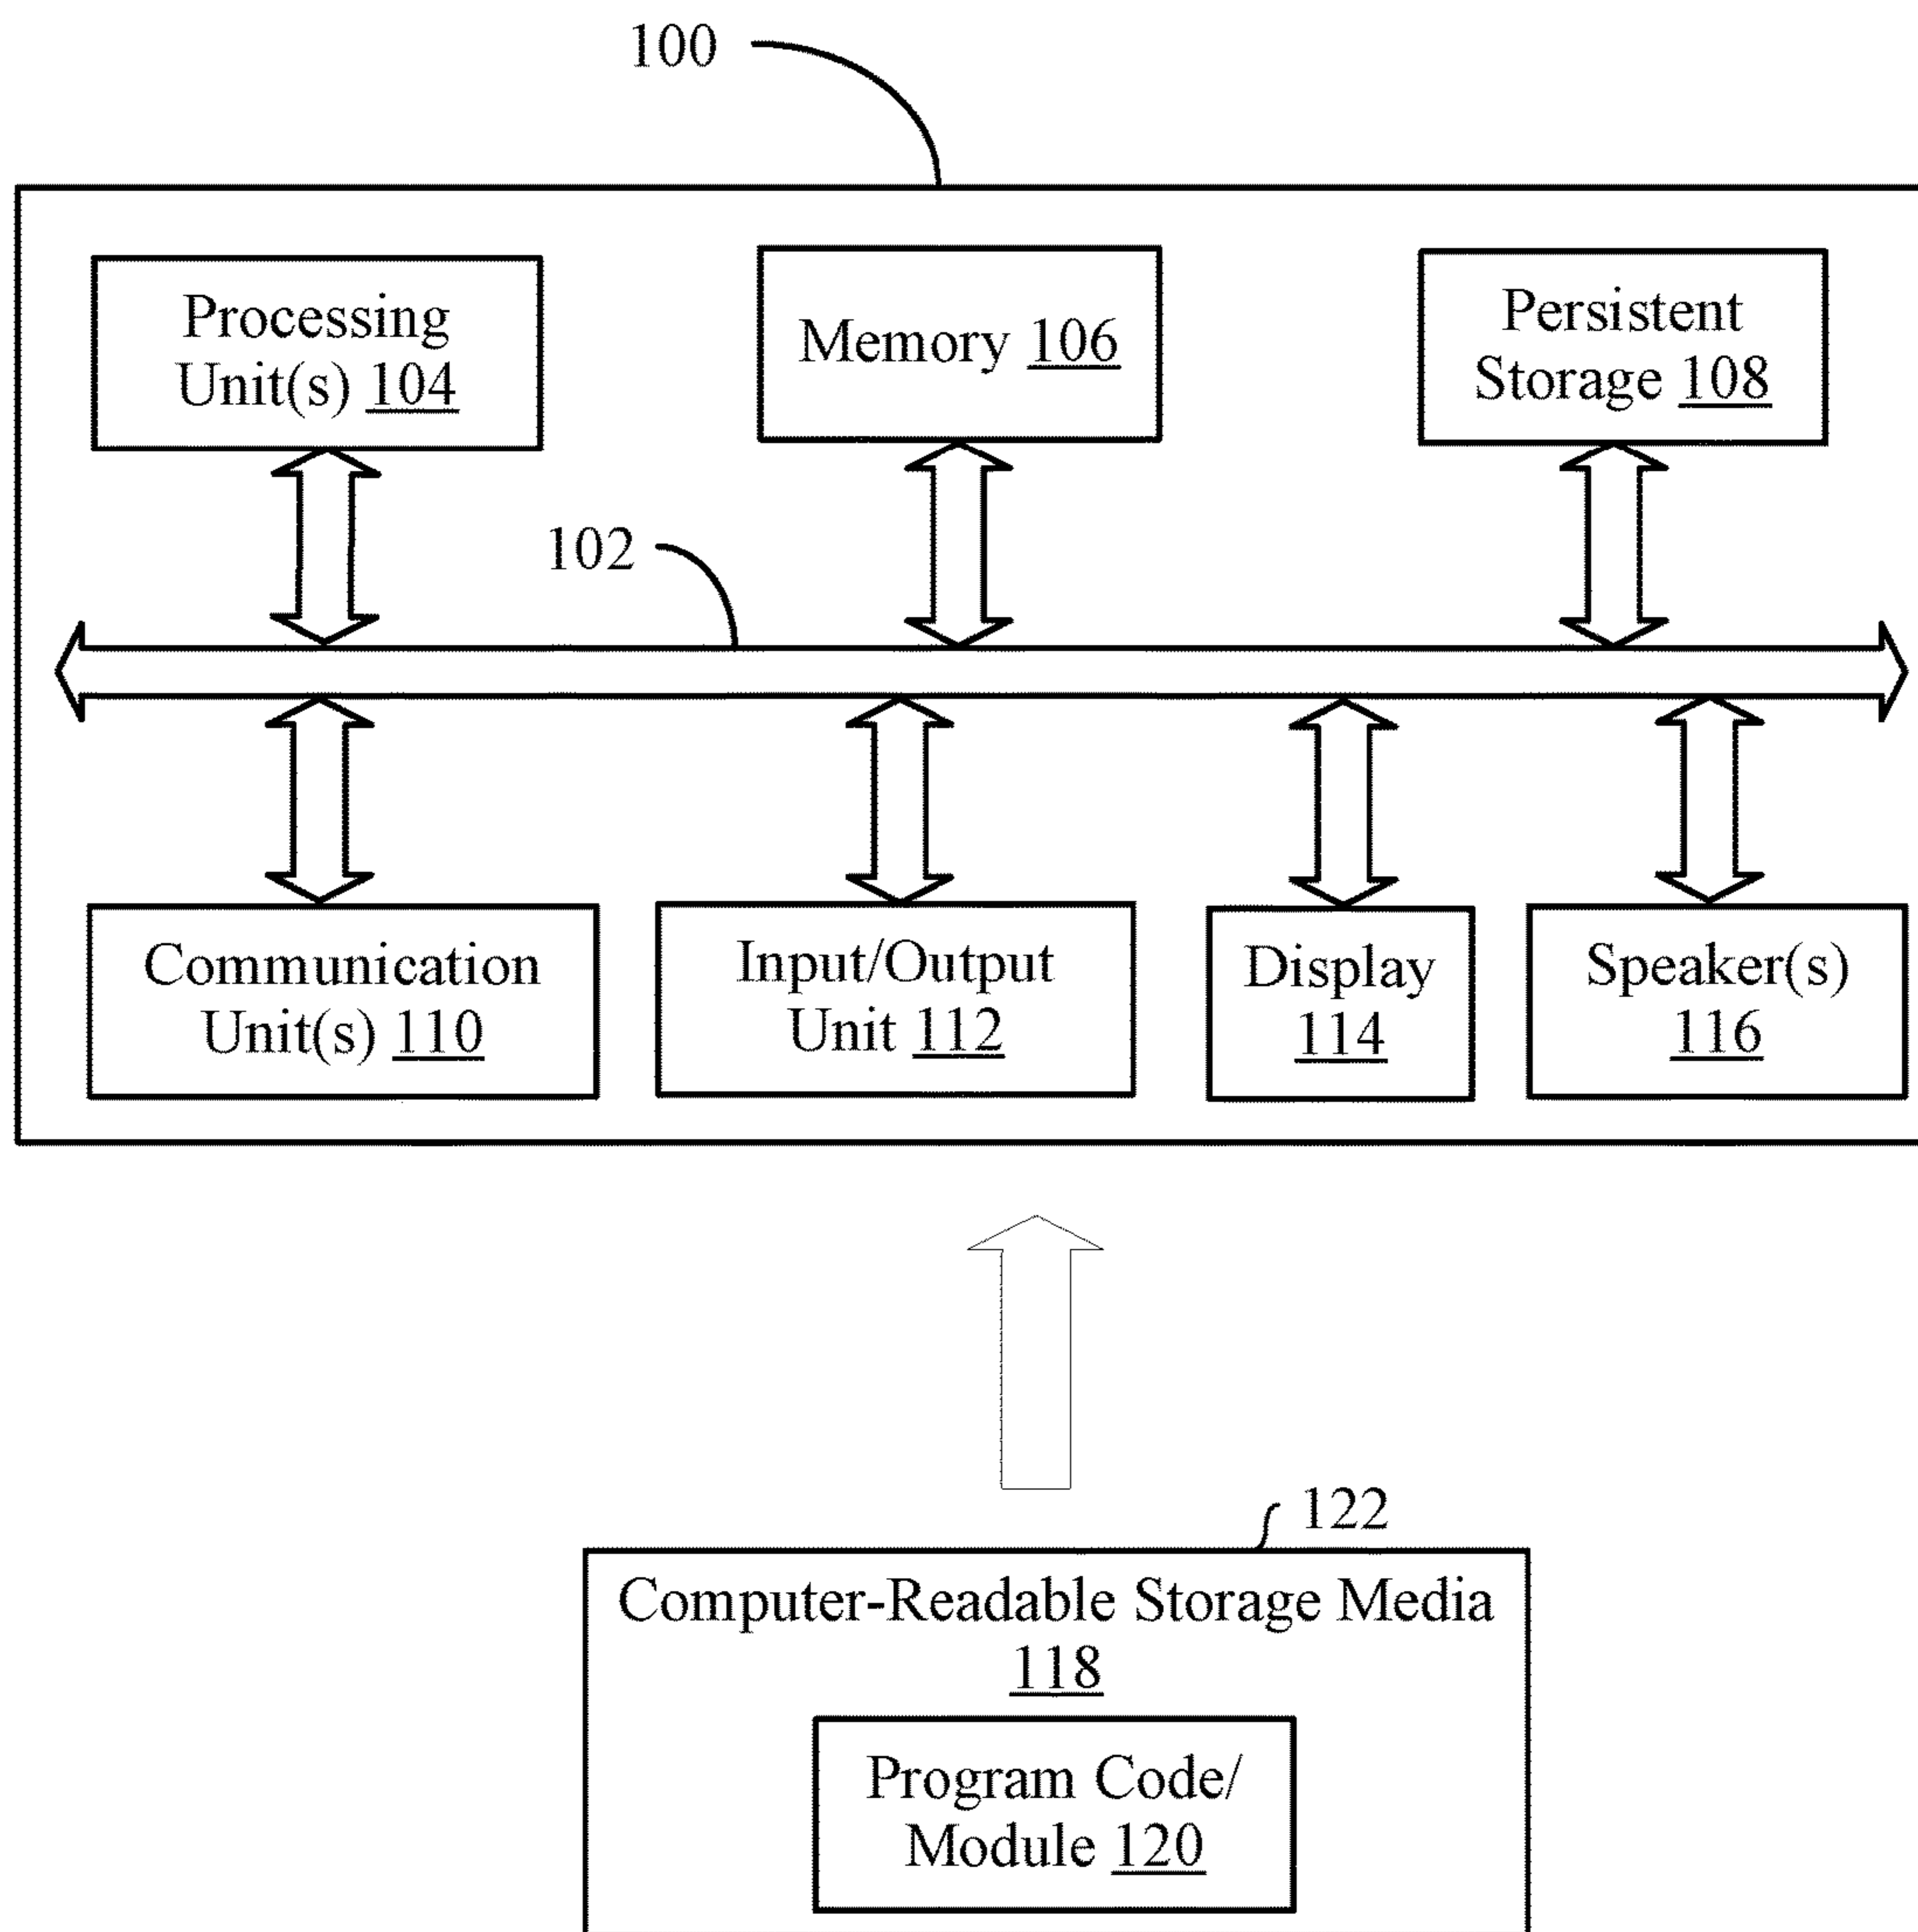 100
Processing
Unit(s) 104
Memory 106
Persistent
Storage 108
102
Communication
Unit(s) 110
Input/Output
Unit 112
Display
114
Speaker(s)
116
122
Computer-Readable Storage Media
118
Program Code/
Module 120